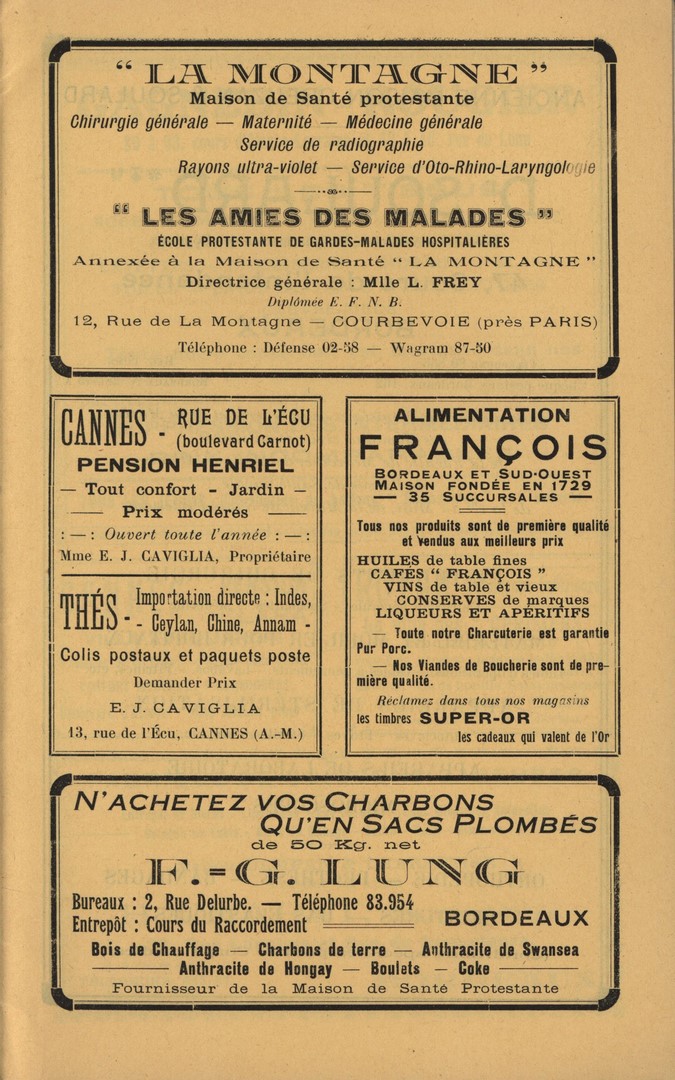 “ LA MONTAGNE ”
Maison de Santé protestante
Chirurgie générale — Maternité — Médecine générale
Service de radiographie
Rayons ultra-violet — Service d'Oto-Rhino-Laryngologie
“ LES AMIES DES MALADES ”
ÉCOLE PROTESTANTE DE GARDES-MALADES HOSPITALIÈRES
Annexée à la Maison de Santé “ LA MONTAGNE ”
Directrice générale : Mlle L. FREY
Diplômée E. F. N. B.
12, Rue de La Montagne — COURBEVOIE (près PARIS)
Téléphone : Défense 02-58 — Wagram 87-50
CANNES - RUE DE L'ÉCU
(boulevard Carnot)
PENSION HENRIEL
— Tout confort - Jardin —
— Prix modérés —
: — : Ouvert toute l'année : — :
Mme E. J. CAVIGLIA, Propriétaire
THÉS - Importation directe : Indes,
- Ceylan, Chine, Annam -
Colis postaux et paquets poste
Demander Prix
E. J. CAVIGLIA
13, rue de l'Écu, CANNES (A.-M.)
ALIMENTATION
FRANÇOIS
BORDEAUX ET SUD-OUEST
MAISON FONDÉE EN 1729
— 35 SUCCURSALES —
Tous nos produits sont de première qualité
et vendus aux meilleurs prix
HUILES de table fines
CAFÉS “ FRANÇOIS ”
VINS de table et vieux
CONSERVES de marques
LIQUEURS ET APÉRITIFS
— Toute notre Charcuterie est garantie
Pur Porc.
— Nos Viandes de Boucherie sont de pre-
mière qualité.
Réclamez dans tous nos magasins
les timbres SUPER-OR
les cadeaux qui valent de l'Or
N'ACHETEZ VOS CHARBONS
QU'EN SACS PLOMBÉS
de 50 Kg. net
F.=G. LUNG
Bureaux : 2, Rue Delurbe. — Téléphone 83.954
Entrepôt : Cours du Raccordement
BORDEAUX
Bois de Chauffage — Charbons de terre — Anthracite de Swansea
— Anthracite de Hongay — Boulets — Coke —
Fournisseur de la Maison de Santé Protestante